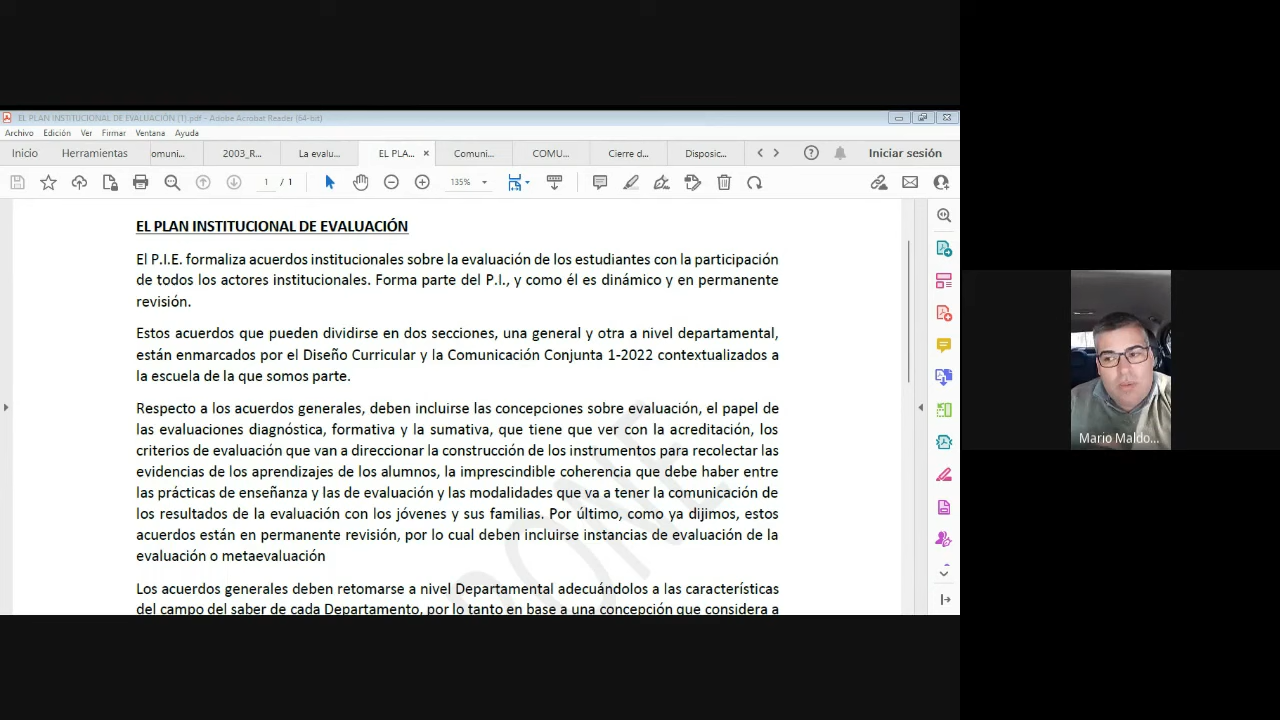 EL PLAN INSTITUCIONAL DE EVALUACIÓN (1).pdf - Adobe Acrobat Reader (64-bit)
Archivo Edición Ver Firmar Ventana Ayuda
Inicio Herramientas omuni... 2003_R... La evalu... EL PLA... × Comuni... COMU... Cierre d... Disposic... Iniciar sesión
1 / 1 135%
EL PLAN INSTITUCIONAL DE EVALUACIÓN
El P.I.E. formaliza acuerdos institucionales sobre la evaluación de los estudiantes con la participación
de todos los actores institucionales. Forma parte del P.I., y como él es dinámico y en permanente
revisión.
Estos acuerdos que pueden dividirse en dos secciones, una general y otra a nivel departamental,
están enmarcados por el Diseño Curricular y la Comunicación Conjunta 1-2022 contextualizados a
la escuela de la que somos parte.
Respecto a los acuerdos generales, deben incluirse las concepciones sobre evaluación, el papel de
las evaluaciones diagnóstica, formativa y la sumativa, que tiene que ver con la acreditación, los
criterios de evaluación que van a direccionar la construcción de los instrumentos para recolectar las
evidencias de los aprendizajes de los alumnos, la imprescindible coherencia que debe haber entre
las prácticas de enseñanza y las de evaluación y las modalidades que va a tener la comunicación de
los resultados de la evaluación con los jóvenes y sus familias. Por último, como ya dijimos, estos
acuerdos están en permanente revisión, por lo cual deben incluirse instancias de evaluación de la
evaluación o metaevaluación
Los acuerdos generales deben retomarse a nivel Departamental adecuándolos a las características
del campo del saber de cada Departamento, por lo tanto en base a una concepción que considera a
Mario Maldo...